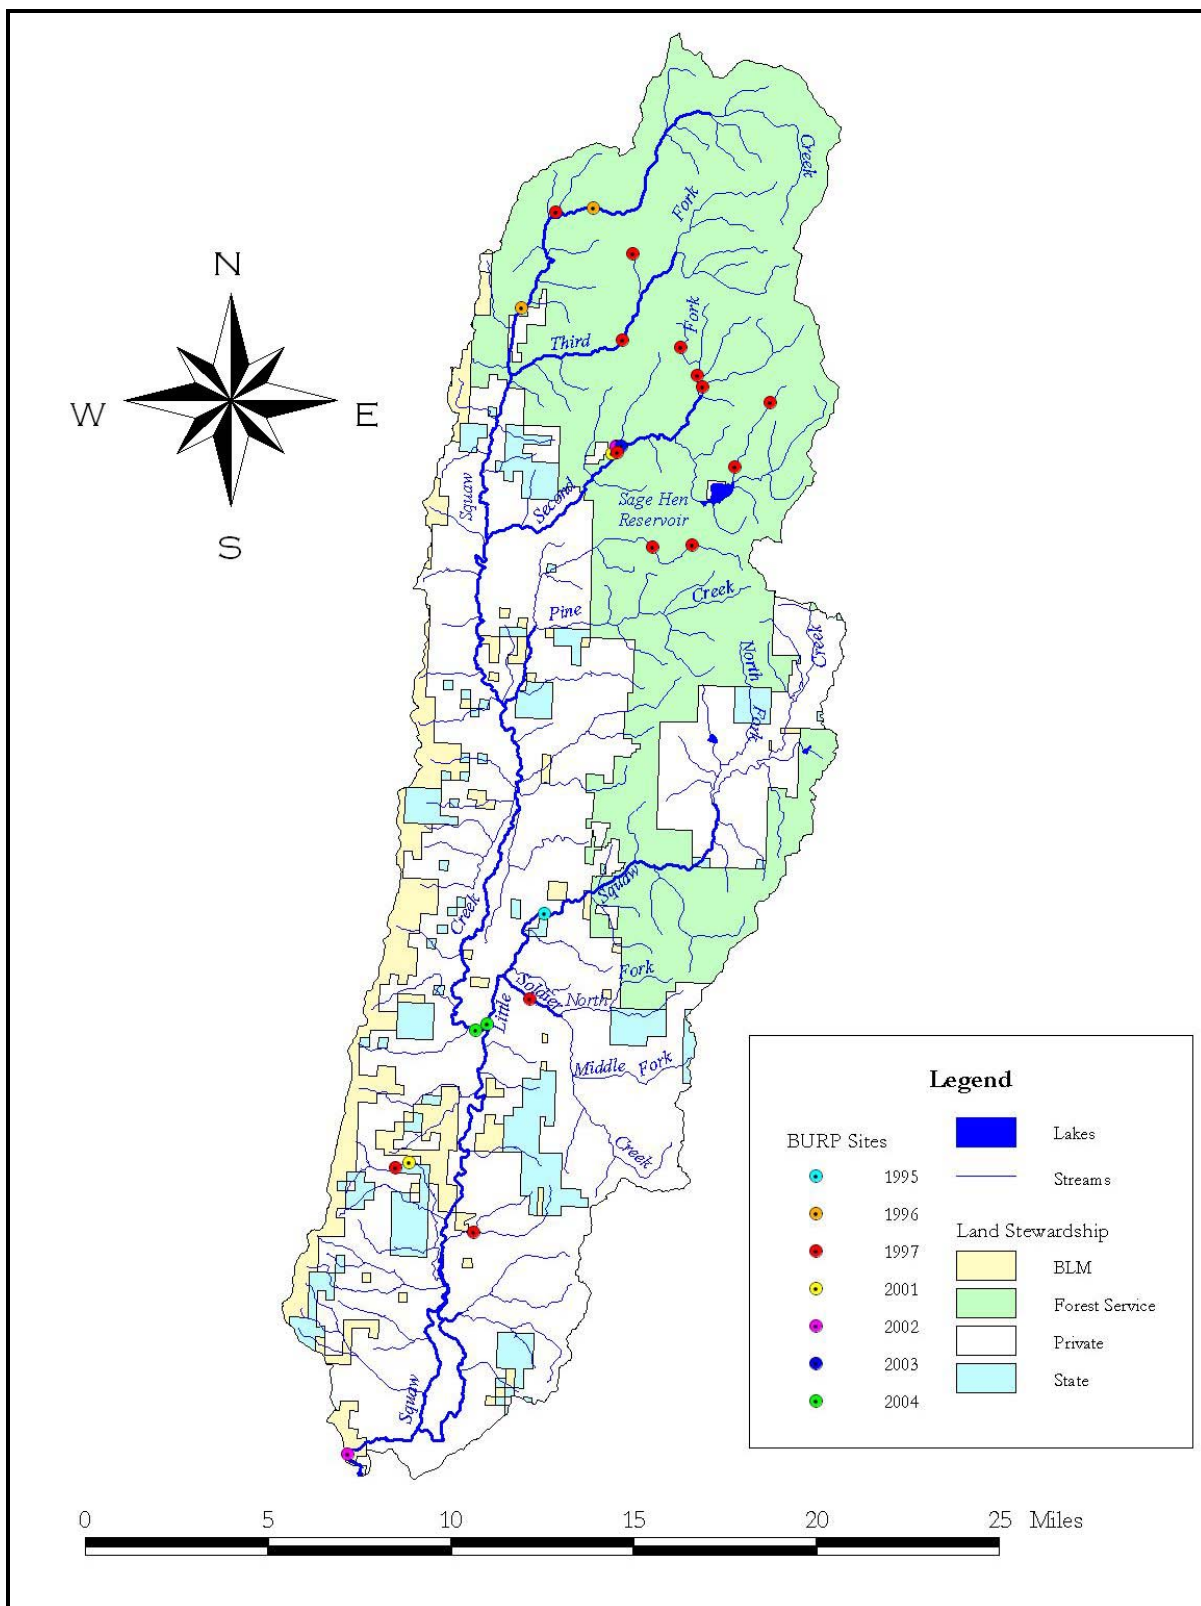 Creek
Fork
N
Fork
Third
W
E
Squaw
Second
Sage Hen
Reservoir
S
Creek
Pine
Creek
North
Fork
Squaw
Creek
Fork
Soldier
North
Little
Middle Fork
Creek
Squaw
Legend
BURP Sites
1995
1996
1997
2001
2002
2003
2004
Lakes
Streams
Land Stewardship
BLM
Forest Service
Private
State
0 5 10 15 20 25 Miles